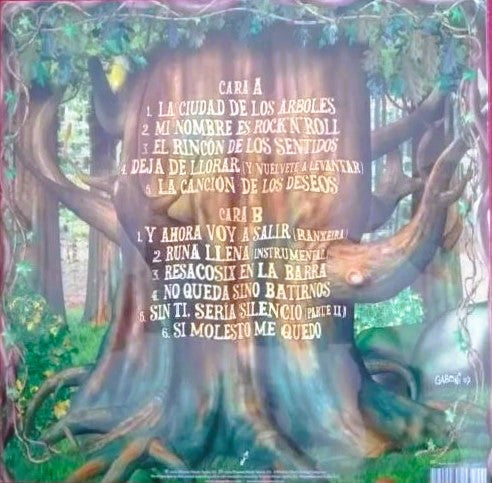 CARA A
1. LA CIUDAD DE LOS ÁRBOLES
2. MI NOMBRE ES ROCK'N'ROLL
3. EL RINCÓN DE LOS SENTIDOS
4. DEJA DE LLORAR (Y VUÉLVETE A LEVANTAR)
5. LA CANCIÓN DE LOS DESEOS
CARA B
1. Y AHORA VOY A SALIR (RANXEIRA)
2. RUNA LLENA (INSTRUMENTAL)
3. RESACOSIX EN LA BARRA
4. NO QUEDA SINO BATIRNOS
5. SIN TI, SERÍA SILENCIO (PARTE II)
6. SI MOLESTO ME QUEDO